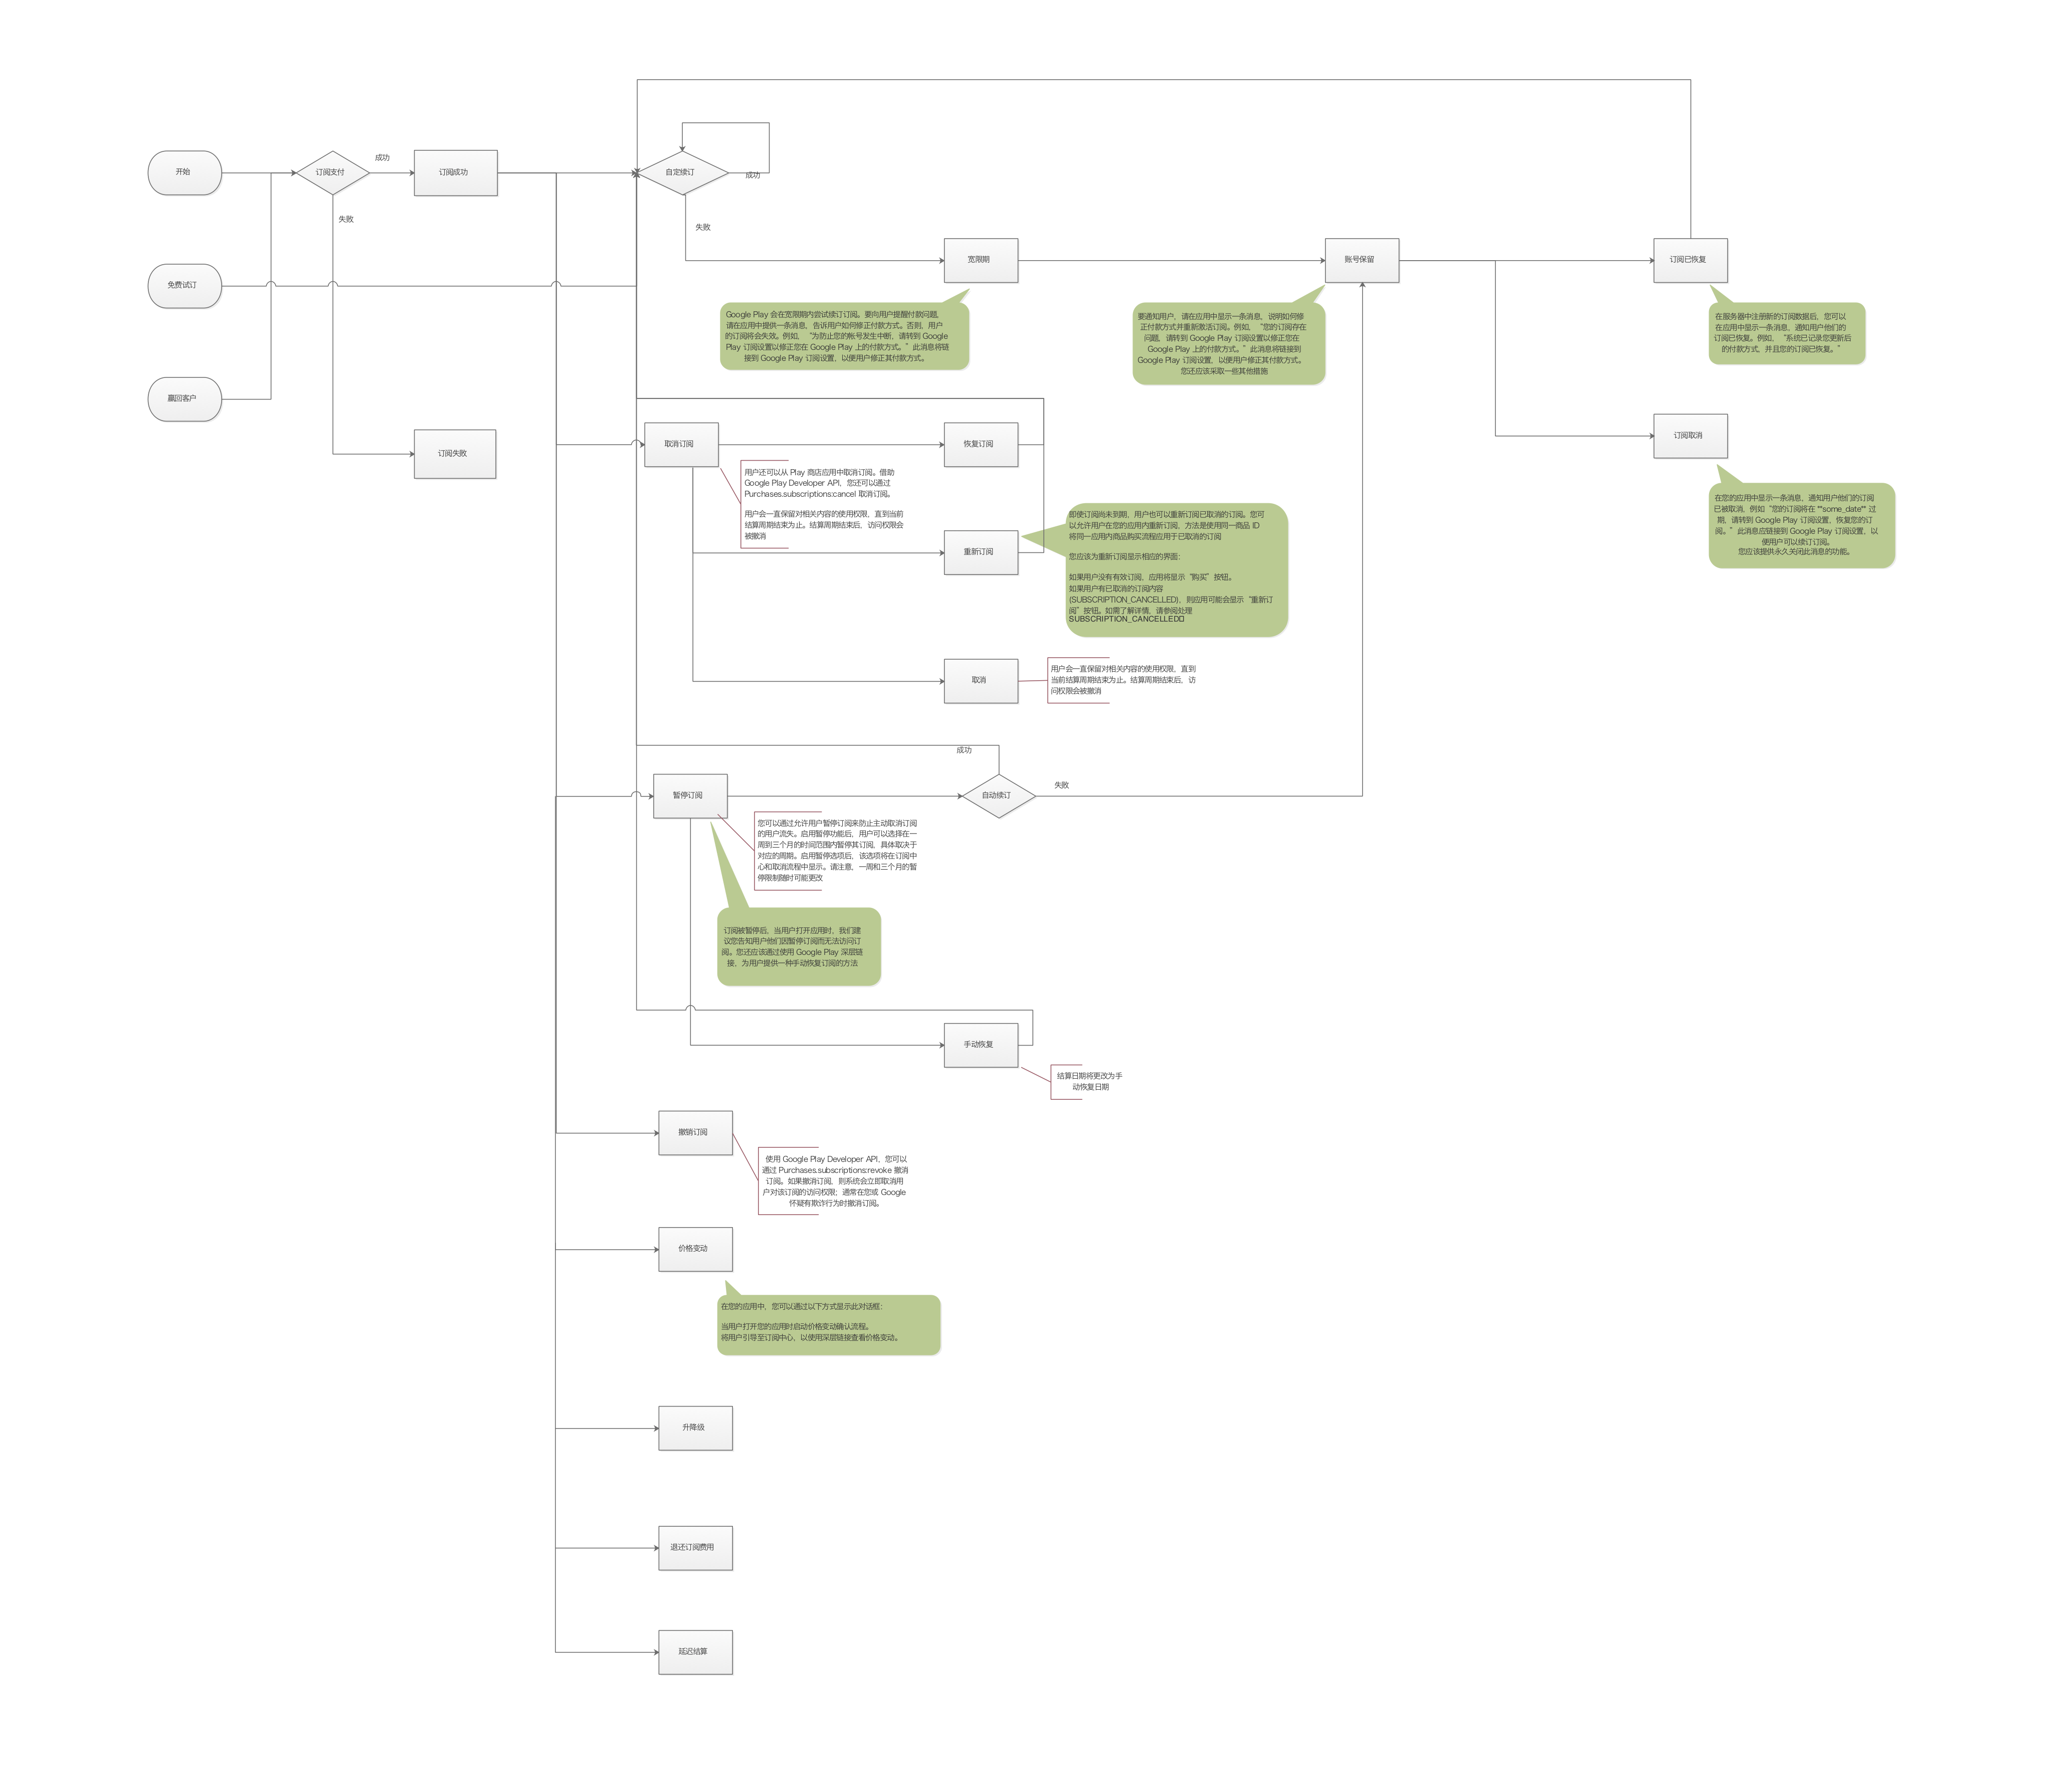 开始
订阅支付
成功
订阅成功
自定续订
成功
失败
失败
免费试订
赢回客户
订阅失败
宽限期
账号保留
订阅已恢复
Google Play 会在宽限期内尝试续订订阅。要向用户提醒付款问题,
请在应用中提供一条消息，告诉用户如何修正付款方式。否则，用户
的订阅将会失效。例如，“为防止您的帐号发生中断，请转到 Google
Play 订阅设置以修正您在 Google Play 上的付款方式。”此消息将链
接到 Google Play 订阅设置，以便用户修正其付款方式。
要通知用户，请在应用中显示一条消息，说明如何修
正付款方式并重新激活订阅。例如，“您的订阅存在
问题，请转到 Google Play 订阅设置以修正您在
Google Play 上的付款方式。”此消息将链接到
Google Play 订阅设置，以便用户修正其付款方式。
您还应该采取一些其他措施
在服务器中注册新的订阅数据后，您可以
在应用中显示一条消息，通知用户他们的
订阅已恢复。例如，“系统已记录您更新后
的付款方式，并且您的订阅已恢复。”
订阅取消
在您的应用中显示一条消息，通知用户他们的订阅
已被取消，例如“您的订阅将在 **some_date** 过
期，请转到 Google Play 订阅设置，恢复您的订
阅。”此消息应链接到 Google Play 订阅设置，以
便用户可以续订订阅。
您应该提供永久关闭此消息的功能。
取消订阅
恢复订阅
用户还可以从 Play 商店应用中取消订阅。借助
Google Play Developer API，您还可以通过
Purchases.subscriptions:cancel 取消订阅。
用户会一直保留对相关内容的使用权限，直到当前
结算周期结束为止。结算周期结束后，访问权限会
被撤消
重新订阅
即使订阅尚未到期，用户也可以重新订阅已取消的订阅。您可
以允许用户在您的应用内重新订阅，方法是使用同一商品 ID
将同一应用内商品购买流程应用于已取消的订阅
您应该为重新订阅显示相应的界面：
如果用户没有有效订阅，应用将显示“购买”按钮。
如果用户有已取消的订阅内容
(SUBSCRIPTION_CANCELLED)，则应用可能会显示“重新订
阅”按钮。如需了解详情，请参阅处理
SUBSCRIPTION_CANCELLED
取消
用户会一直保留对相关内容的使用权限，直到
当前结算周期结束为止。结算周期结束后，访
问权限会被撤消
成功
暂停订阅
自动续订
失败
您可以通过允许用户暂停订阅来防止主动取消订阅
的用户流失。启用暂停功能后，用户可以选择在一
周到三个月的时间范围内暂停其订阅，具体取决于
对应的周期。启用暂停选项后，该选项将在订阅中
心和取消流程中显示。请注意，一周和三个月的暂
停限制随时可能更改
订阅被暂停后，当用户打开应用时，我们建
议您告知用户他们因暂停订阅而无法访问订
阅。您还应该通过使用 Google Play 深层链
接，为用户提供一种手动恢复订阅的方法
手动恢复
结算日期将更改为手
动恢复日期
撤销订阅
使用 Google Play Developer API，您可以
通过 Purchases.subscriptions:revoke 撤消
订阅。如果撤消订阅，则系统会立即取消用
户对该订阅的访问权限；通常在您或 Google
怀疑有欺诈行为时撤消订阅。
价格变动
在您的应用中，您可以通过以下方式显示此对话框：
当用户打开您的应用时启动价格变动确认流程。
将用户引导至订阅中心，以使用深层链接查看价格变动。
升降级
退还订阅费用
延迟结算